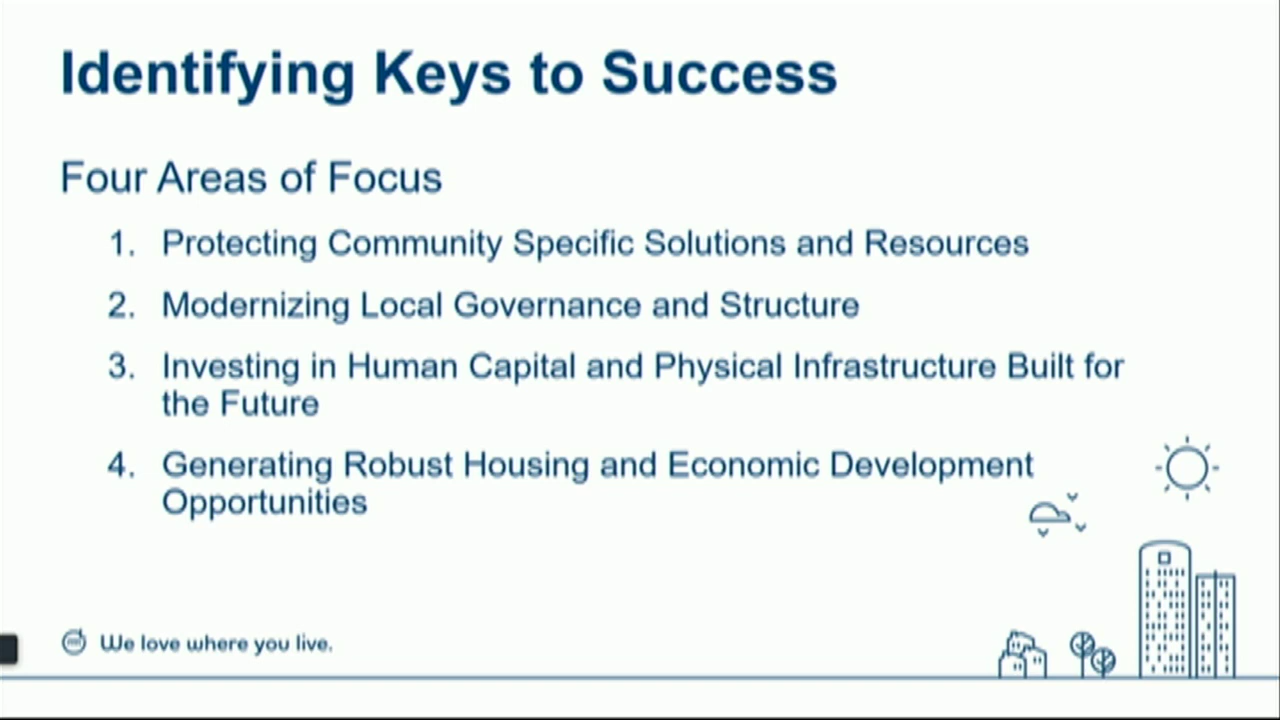 Identifying Keys to Success
Four Areas of Focus
1. Protecting Community Specific Solutions and Resources
2. Modernizing Local Governance and Structure
3. Investing in Human Capital and Physical Infrastructure Built for
the Future
4. Generating Robust Housing and Economic Development
Opportunities
We love where you live.